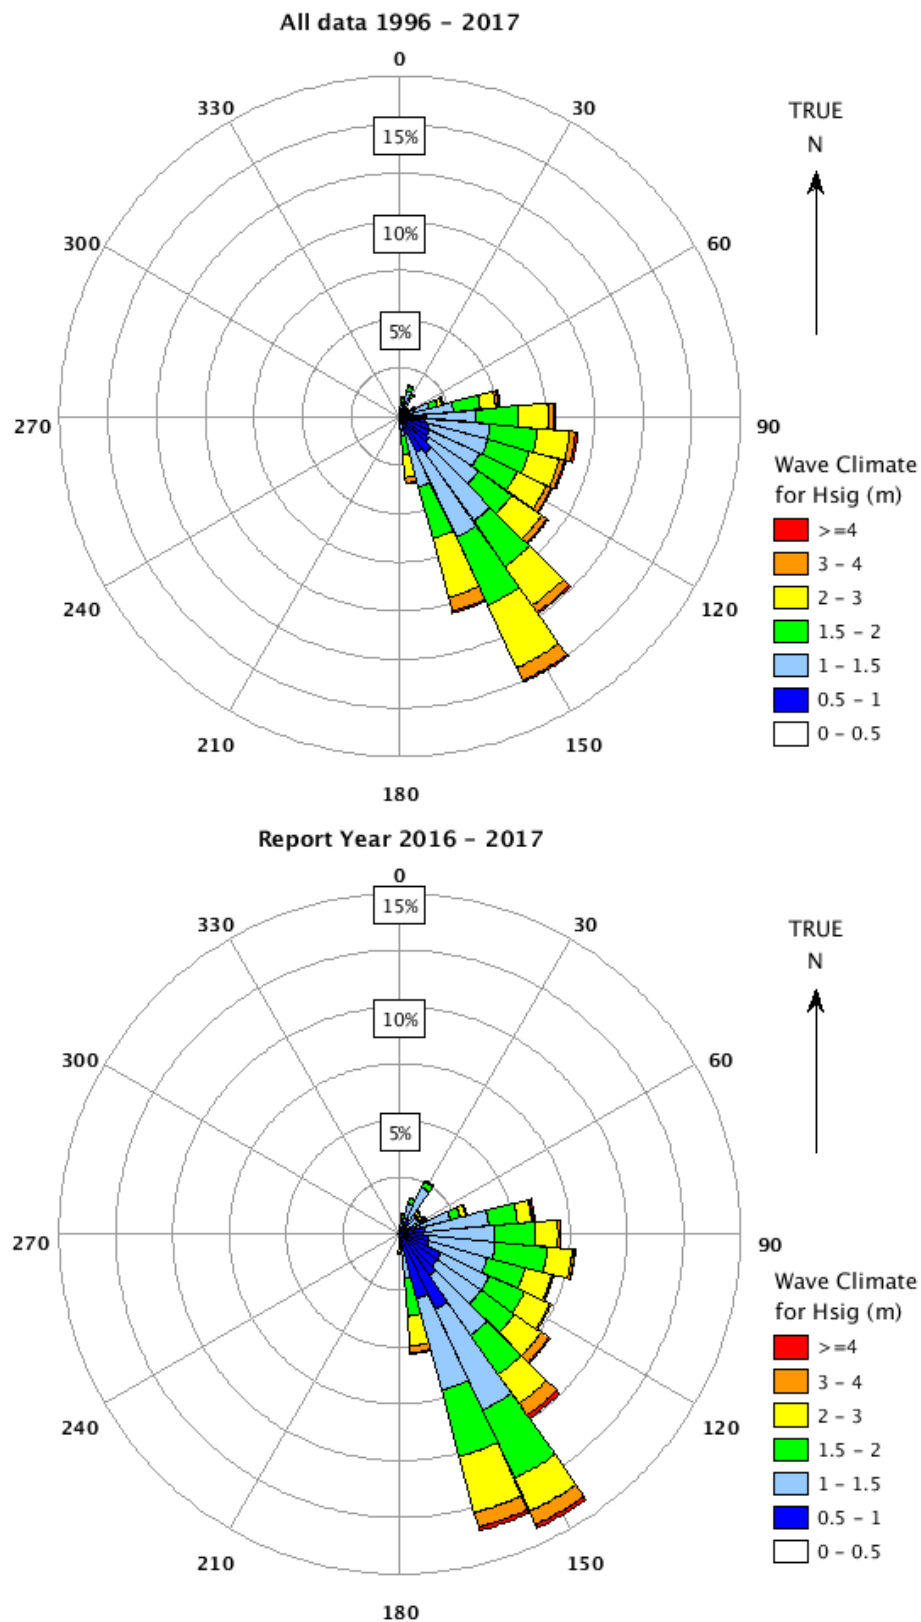 All data 1996 – 2017
0
330
30
15%
TRUE
N
300
60
10%
5%
270
90
Wave Climate
for Hsig (m)
>=4
3 – 4
2 – 3
1.5 – 2
1 – 1.5
0.5 – 1
0 – 0.5
240
120
210
150
180
Report Year 2016 – 2017
0
15%
330
30
TRUE
N
10%
300
60
5%
270
90
Wave Climate
for Hsig (m)
>=4
3 – 4
2 – 3
1.5 – 2
1 – 1.5
0.5 – 1
0 – 0.5
240
120
210
150
180